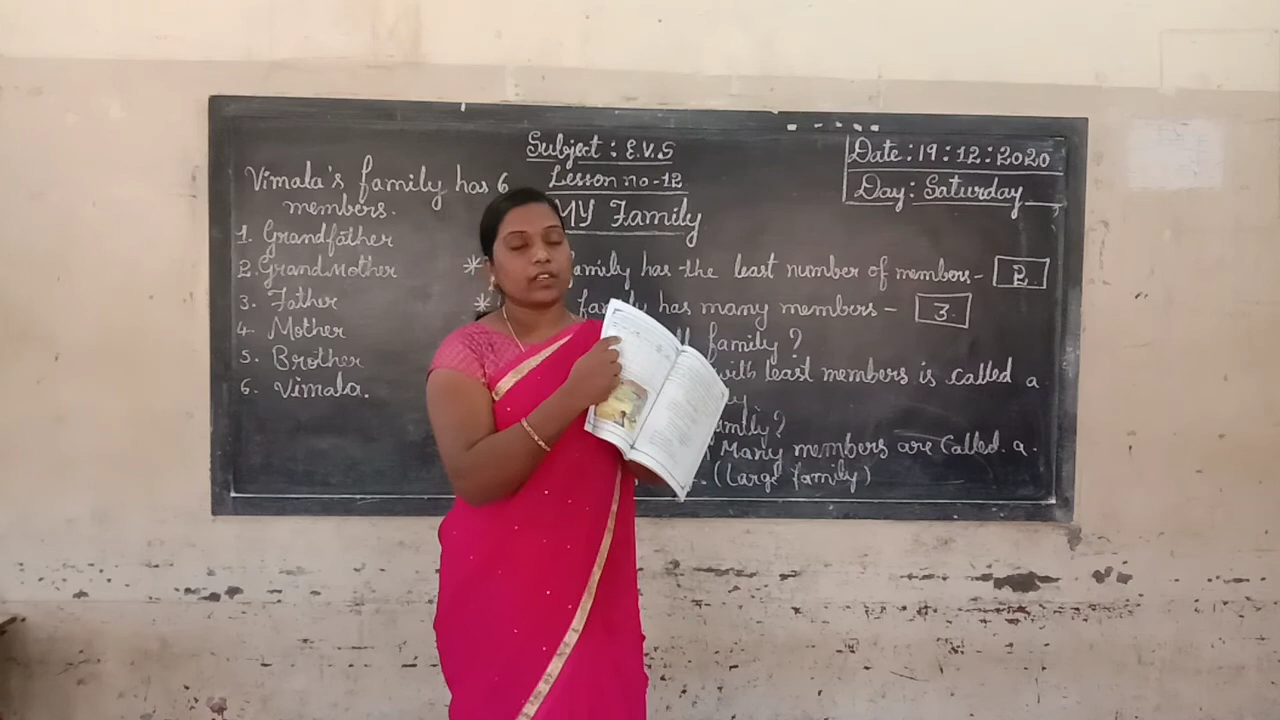 Subject : E.V.S
Lesson no-12
MY Family
Date : 19 : 12 : 2020
Day : Saturday
Vimala's family has 6
members.
1. Grandfather
2. GrandMother
3. Father
4. Mother
5. Brother
6. Vimala.
* family has the least number of members - 2.
* family has many members - 3.
family ?
with least members is called a
family?
Many members are called. a.
(Large family)